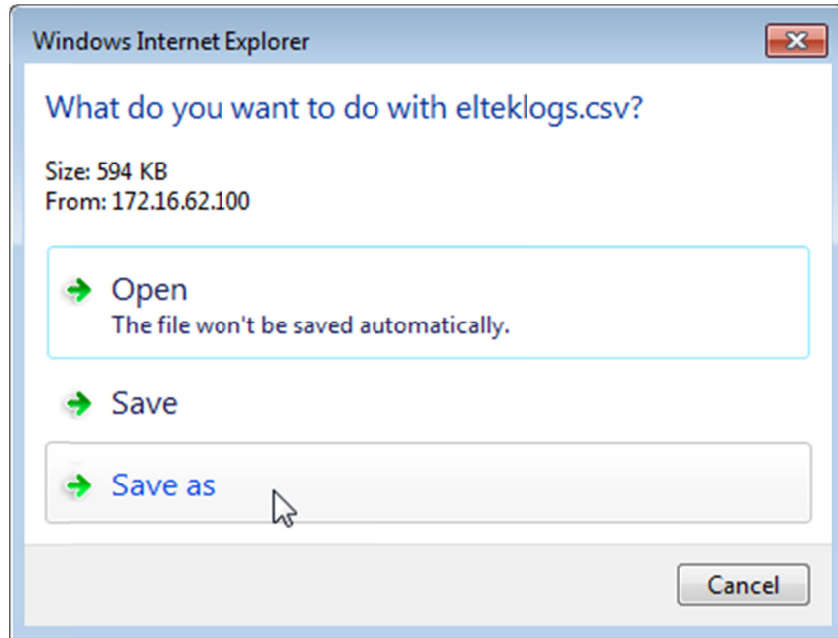 Windows Internet Explorer
What do you want to do with elteklogs.csv?
Size: 594 KB
From: 172.16.62.100
Open
The file won't be saved automatically.
Save
Save as
Cancel